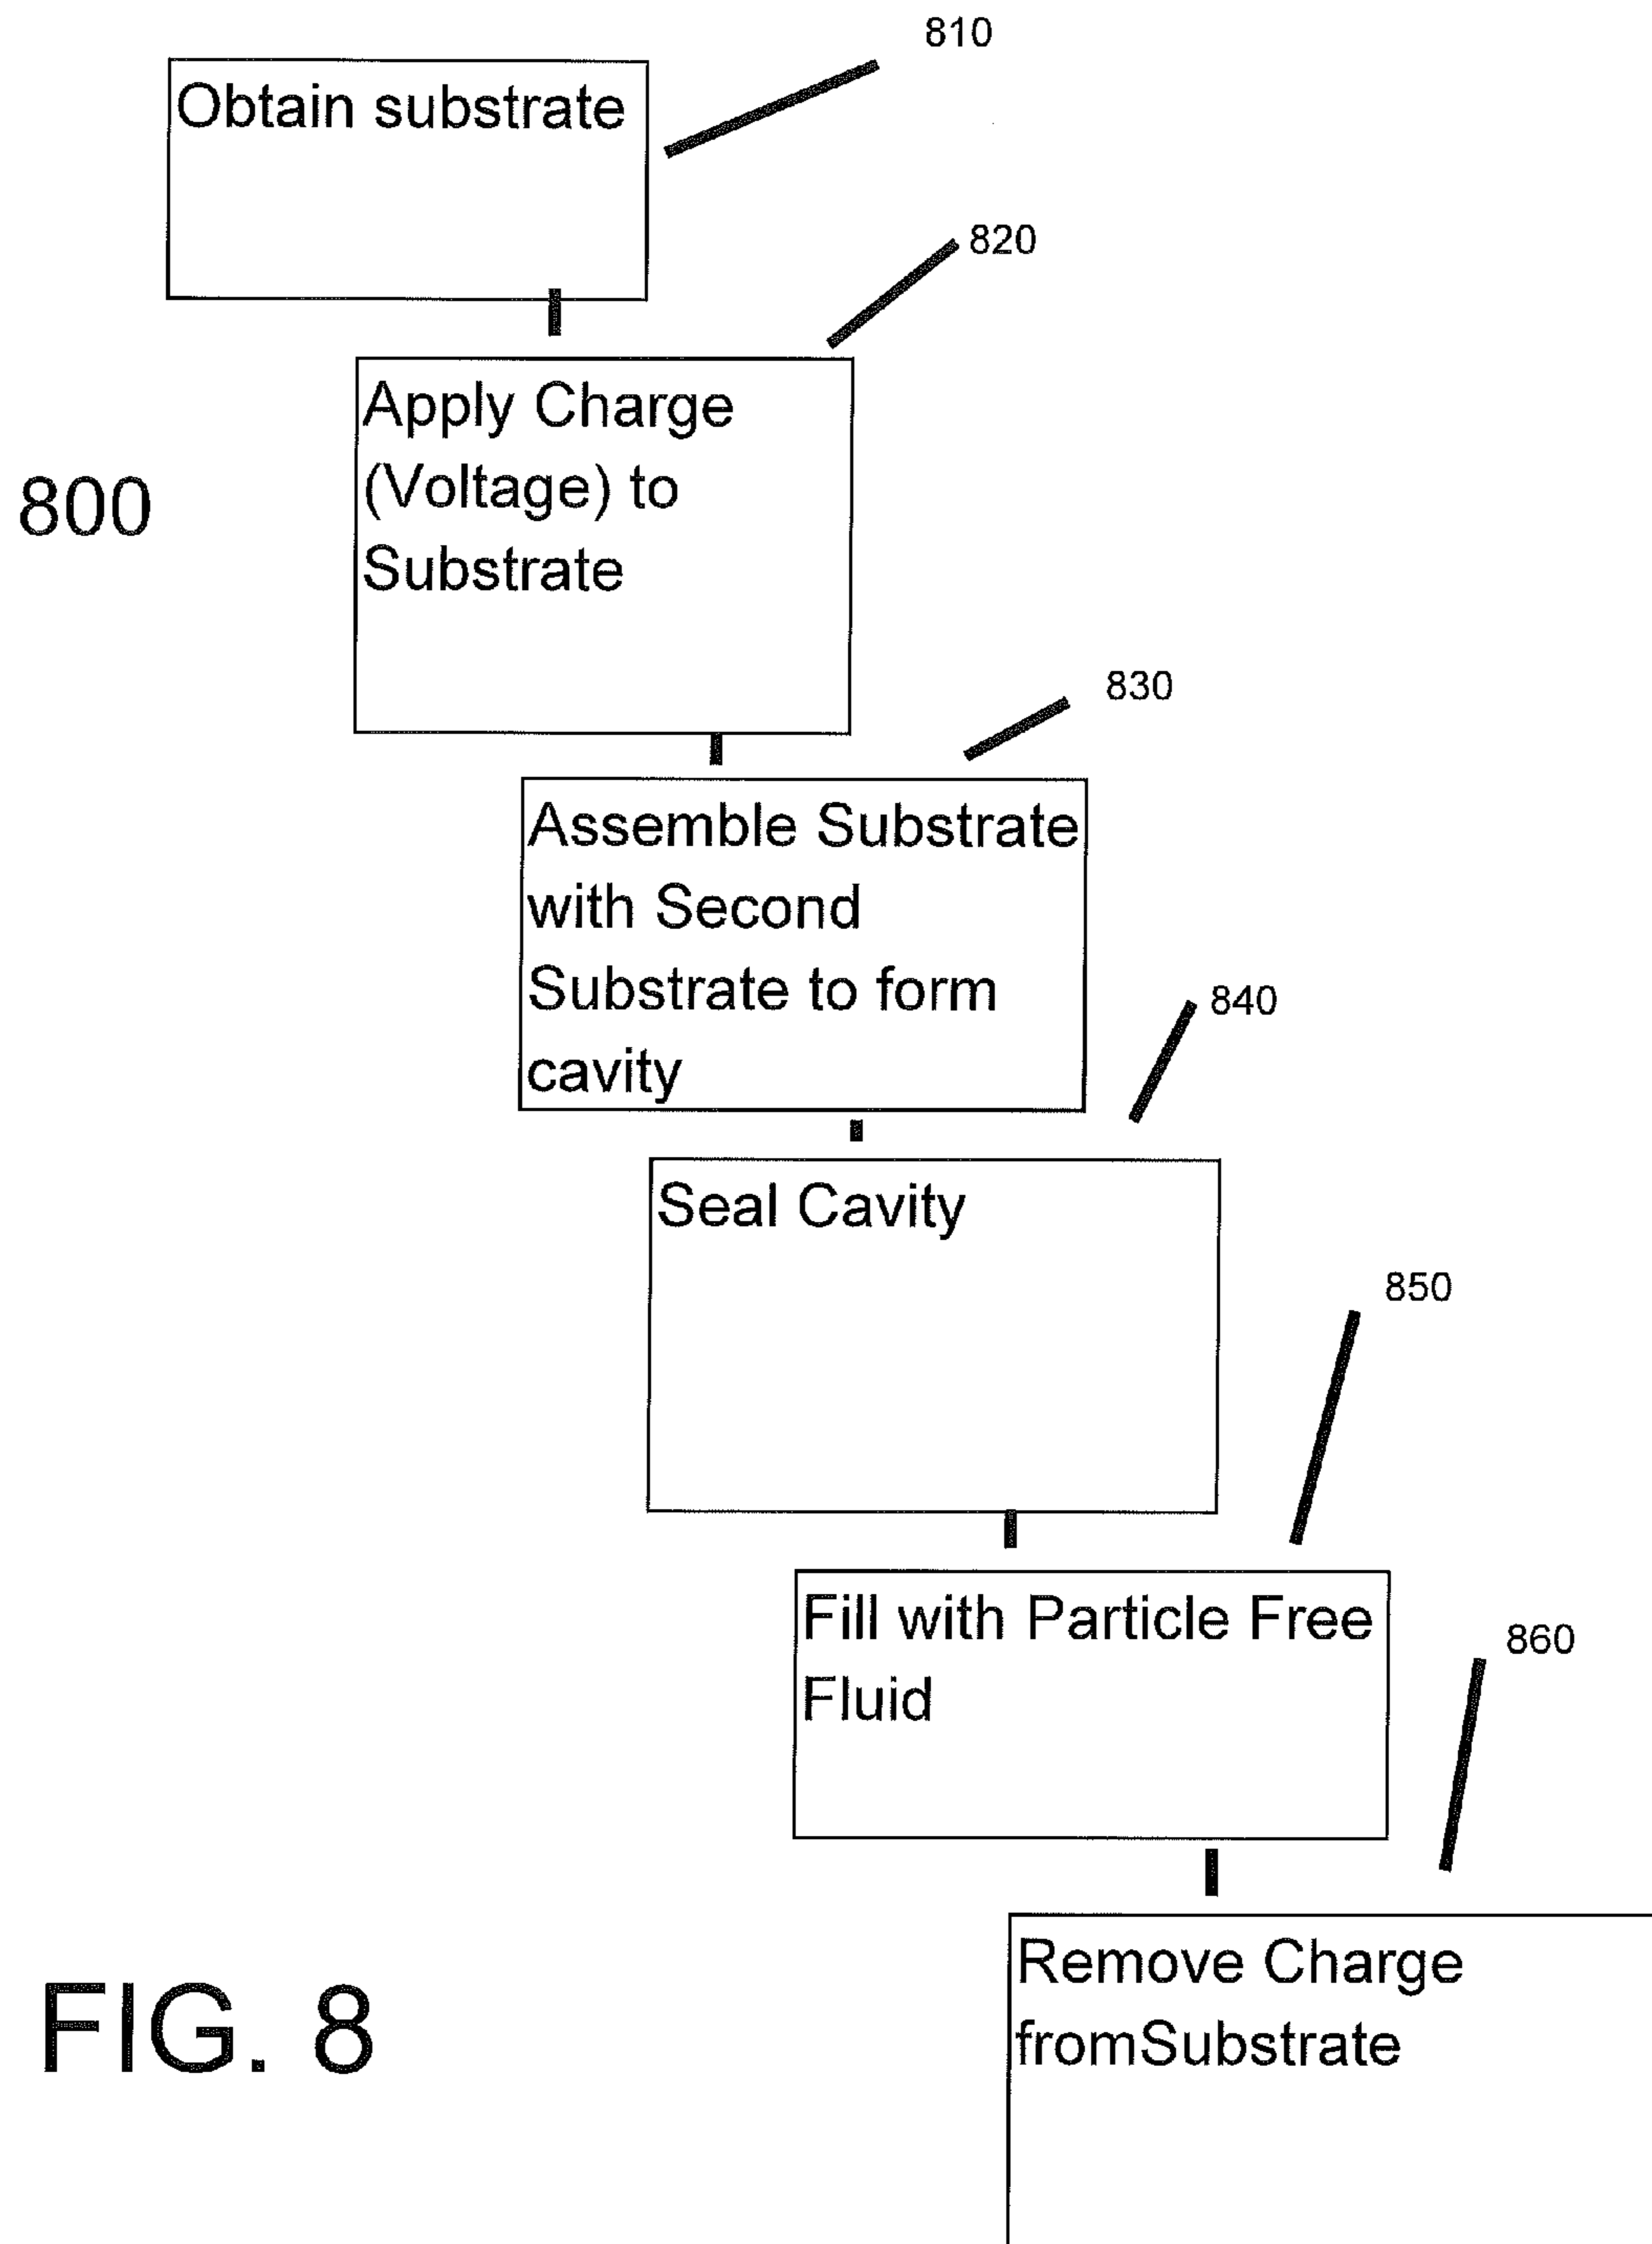 810
Obtain substrate
820
Apply Charge
(Voltage) to
Substrate
800
830
Assemble Substrate
with Second
Substrate to form
cavity
840
Seal Cavity
850
Fill with Particle Free
Fluid
860
Remove Charge
fromSubstrate
FIG. 8